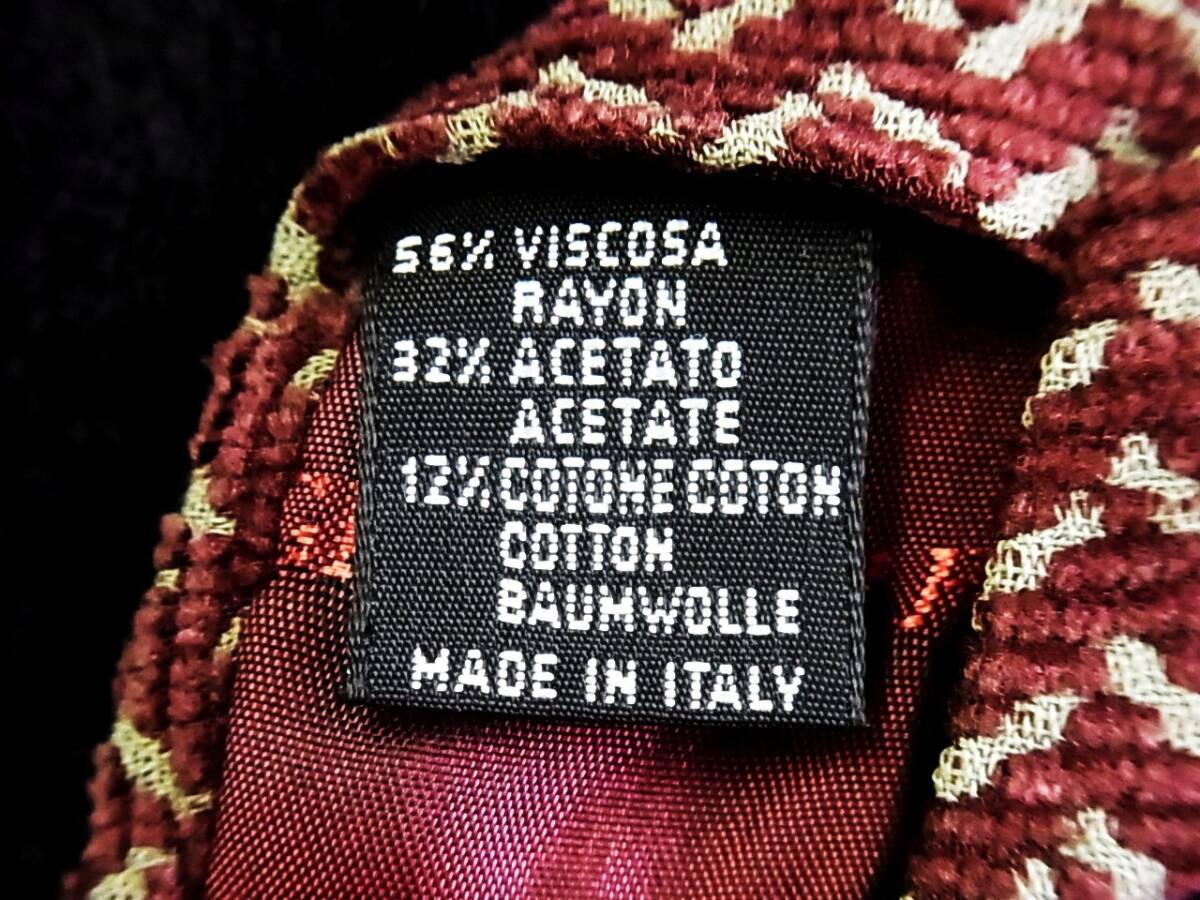 56% VISCOSA
RAYON
32% ACETATO
ACETATE
12% COTONE COTON
COTTON
BAUMWOLLE
MADE IN ITALY